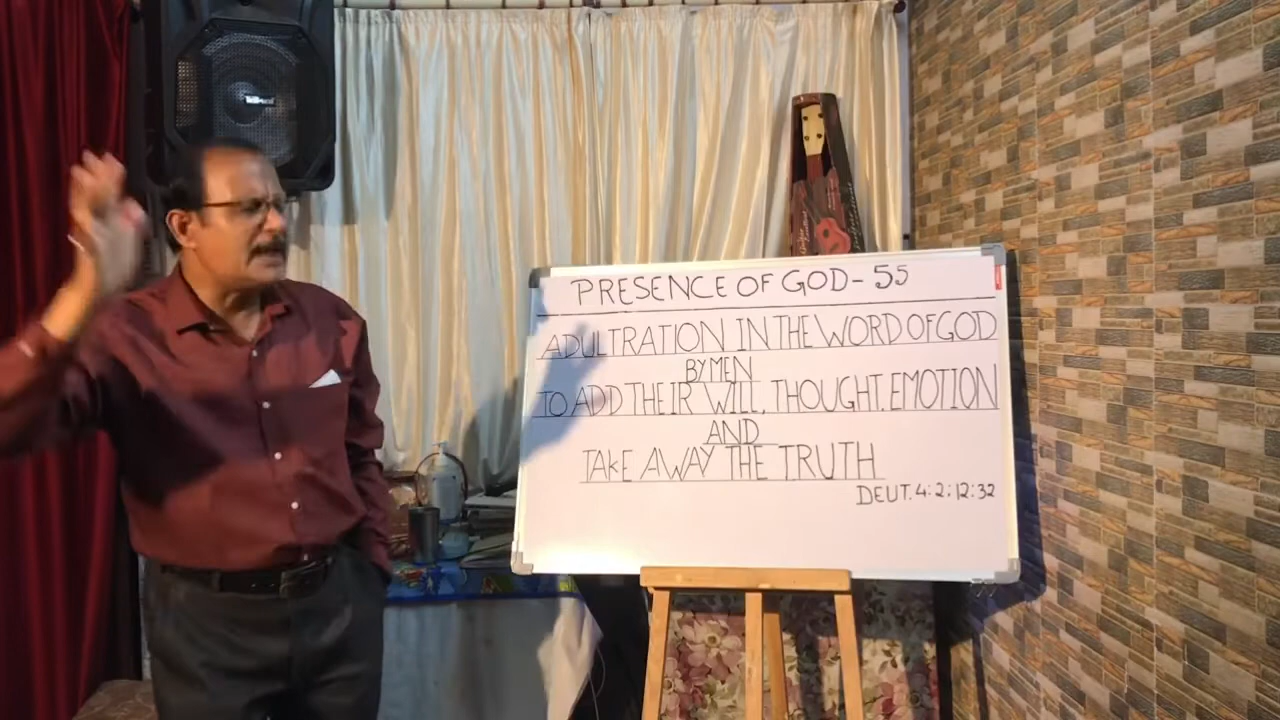 PRESENCE OF GOD - 55
ADULTRATION IN THE WORD OF GOD
BY MEN
TO ADD THEIR WILL, THOUGHT, EMOTION
AND
TAKE AWAY THE TRUTH
DEUT. 4:2; 12:32